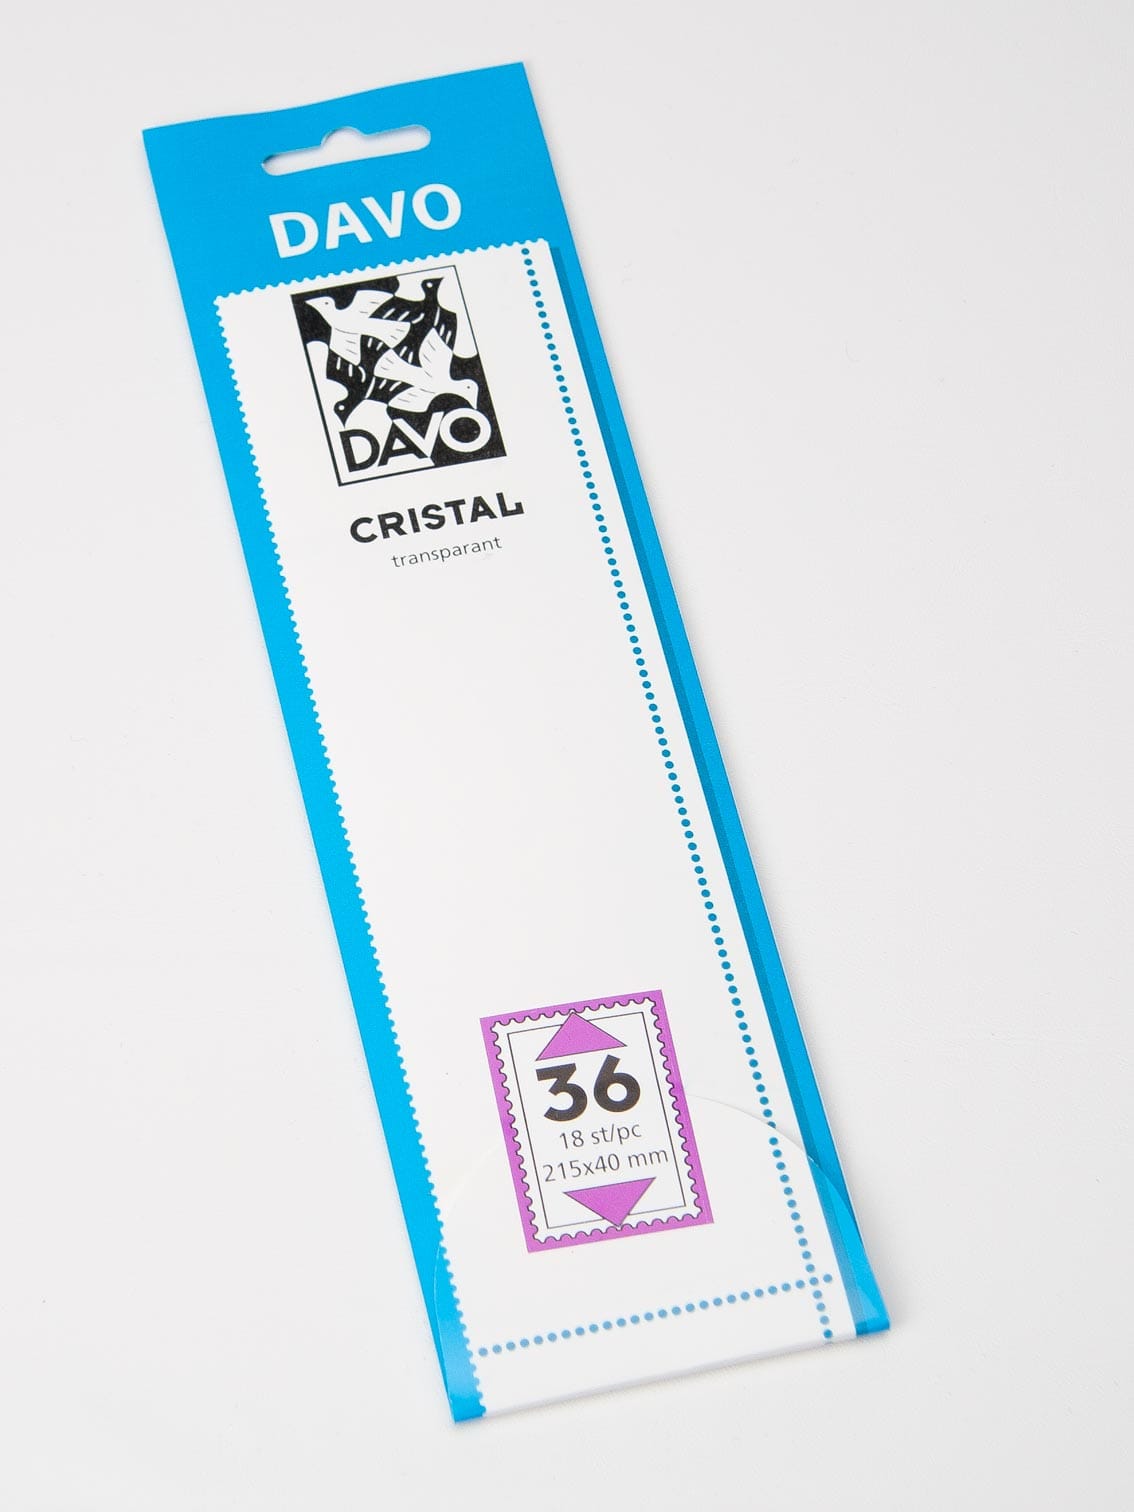 DAVO
DAVO
CRISTAL
transparant
36
18 st/pc
215x40 mm